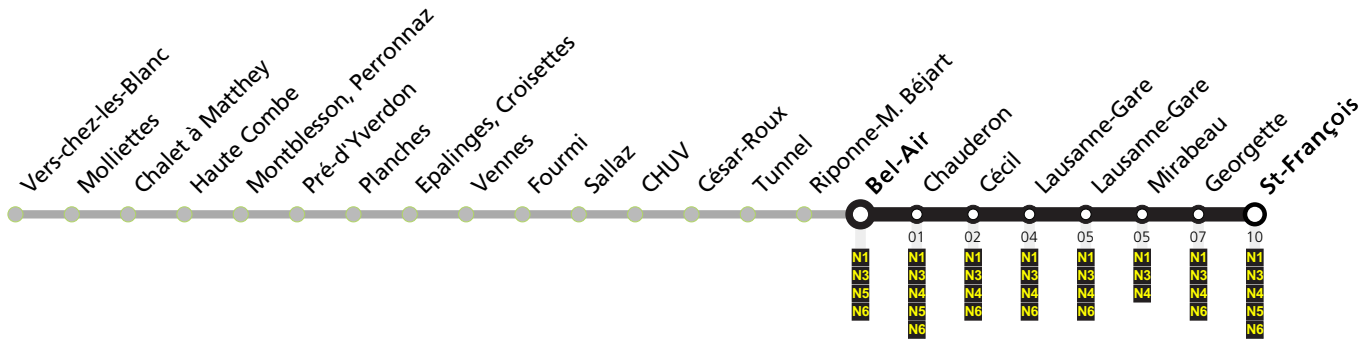 Vers-chez-les-Blanc
Molliettes
Chalet à Matthey
Haute Combe
Montblesson, Perronnaz
Pré-d'Yverdon
Planches
Epalinges, Croisettes
Vennes
Fourmi
Sallaz
CHUV
César-Roux
Tunnel
Riponne-M. Béjart
Bel-Air
Chauderon
Cécil
Lausanne-Gare
Lausanne-Gare
Mirabeau
Georgette
St-François
01 02 04 05 05 07 10
N1 N1 N1 N1 N1 N1 N1 N1
N3 N3 N3 N3 N3 N3 N3 N3
N5 N4 N4 N4 N4 N4 N4 N4
N6 N5 N6 N6 N6 N6 N5
N6 N6